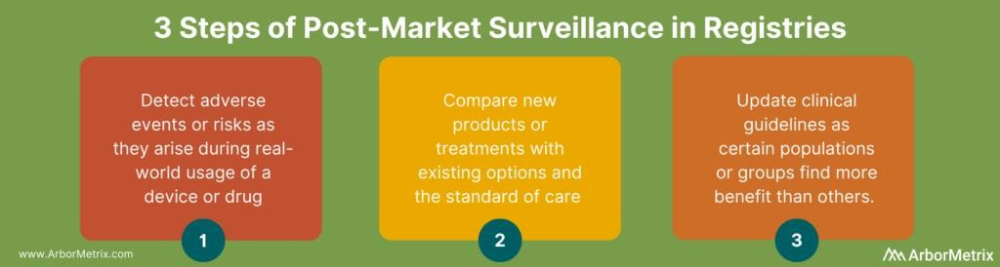 3 Steps of Post-Market Surveillance in Registries
Detect adverse
events or risks as
they arise during real-
world usage of a
device or drug
1
Compare new
products or
treatments with
existing options and
the standard of care
2
Update clinical
guidelines as
certain populations
or groups find more
benefit than others.
3
www.ArborMetrix.com
ArborMetrix